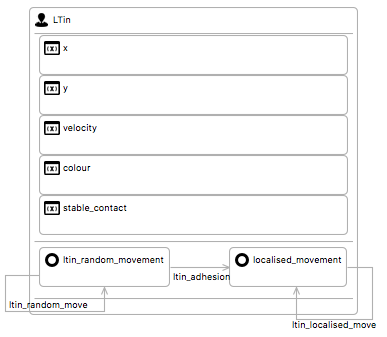 LTin
(x) x
(x) y
(x) velocity
(x) colour
(x) stable_contact
ltin_random_movement
localised_movement
ltin_adhesion
ltin_random_move
ltin_localised_move